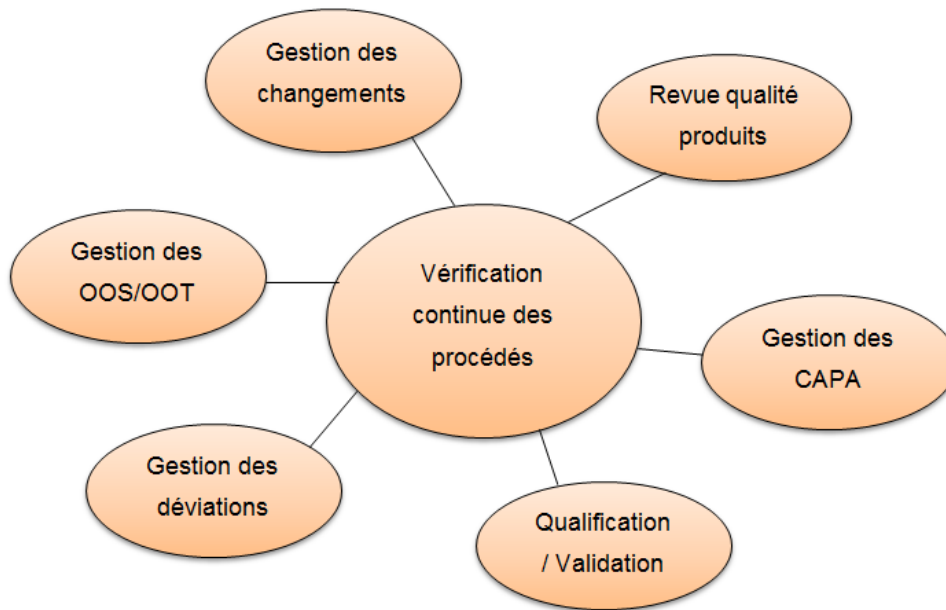 Gestion des
changements
Revue qualité
produits
Gestion des
OOS/OOT
Vérification
continue des
procédés
Gestion des
CAPA
Gestion des
déviations
Qualification
/ Validation